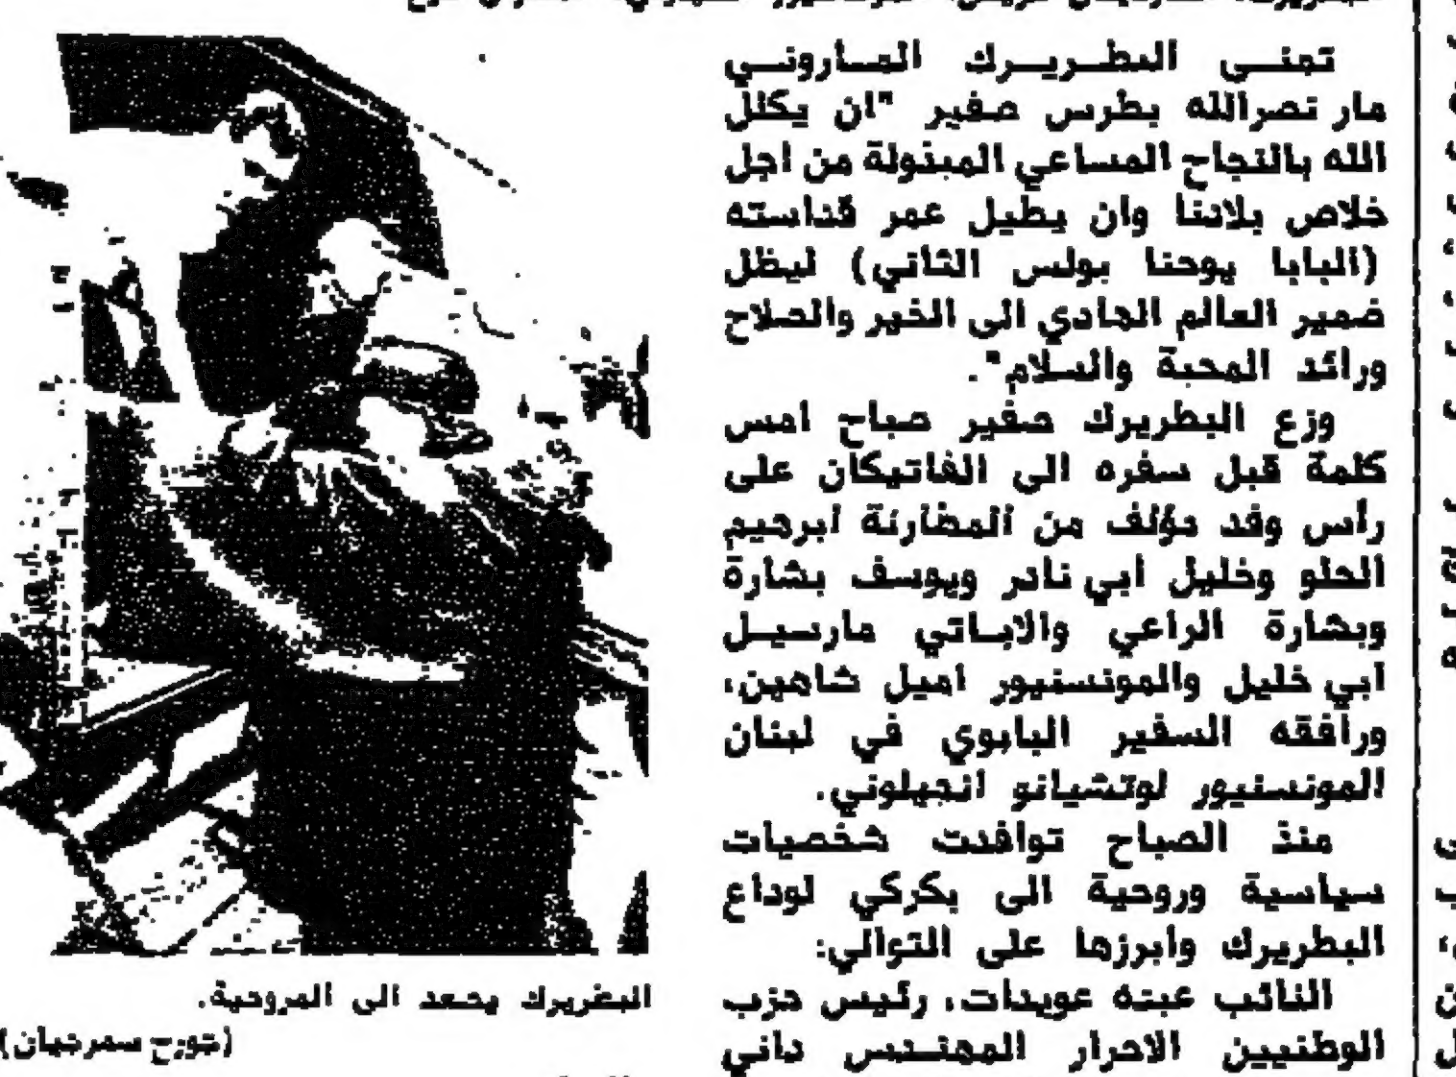 تمنى البطريرك الماروني
مار نصرالله بطرس صفير "ان يكلل
الله بالنجاح المساعي المبذولة من اجل
خلاص بلادنا وان يطيل عمر قداسته
(البابا يوحنا بولس الثاني) ليظل
ضمير العالم الهادي الى الخير والصلاح
ورائد المحبة والسلام".
وزع البطريرك صفير صباح امس
كلمة قبل سفره الى الفاتيكان على
رأس وفد مؤلف من المطارنة ابرهيم
الحلو وخليل أبي نادر ويوسف بشارة
وبشارة الراعي والاباتي مارسيل
ابي خليل والمونسنيور اميل شاهين،
ورافقه السفير البابوي في لبنان
المونسنيور لوتشيانو انجيلوني.
منذ الصباح توافدت شخصيات
سياسية وروحية الى بكركي لوداع
البطريرك وابرزها على التوالي:
النائب عبده عويدات، رئيس حزب
الوطنيين الاحرار المهندس داني
البطريرك يصعد الى المروحية.
(جورج سمرجيان)